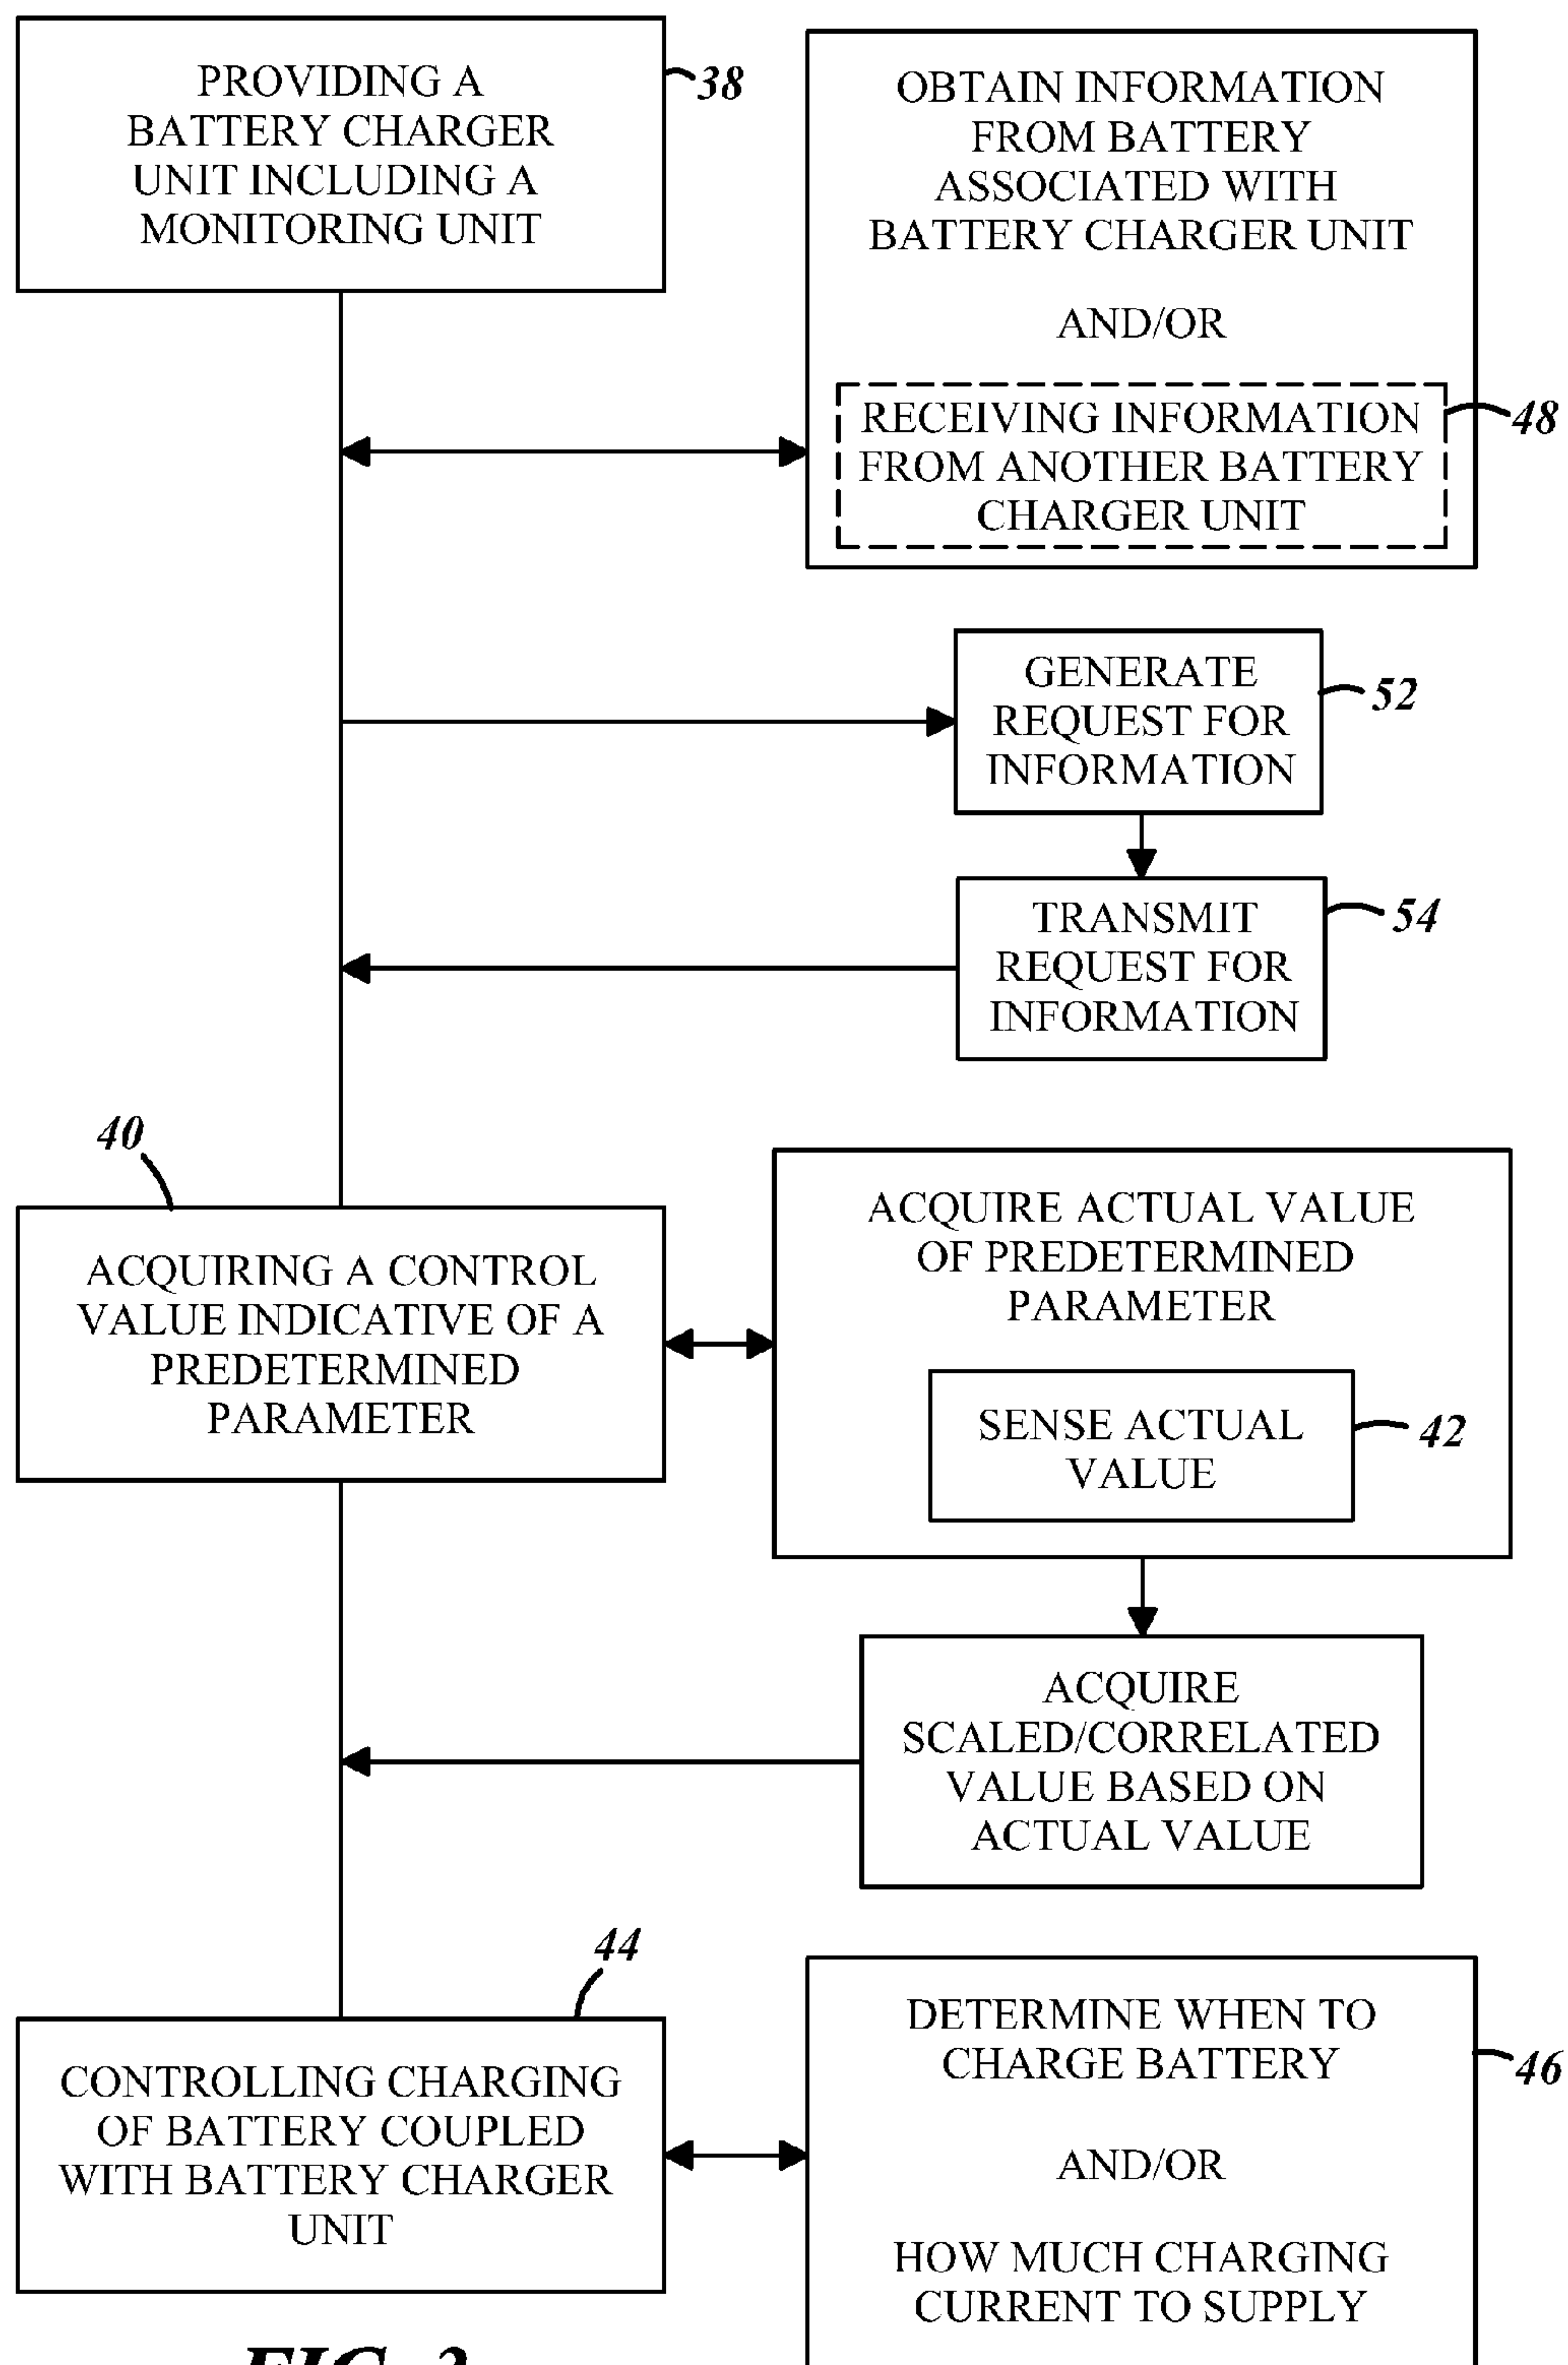 PROVIDING A
BATTERY CHARGER
UNIT INCLUDING A
MONITORING UNIT
38
OBTAIN INFORMATION
FROM BATTERY
ASSOCIATED WITH
BATTERY CHARGER UNIT
AND/OR
RECEIVING INFORMATION
FROM ANOTHER BATTERY
CHARGER UNIT
48
GENERATE
REQUEST FOR
INFORMATION
52
TRANSMIT
REQUEST FOR
INFORMATION
54
40
ACQUIRING A CONTROL
VALUE INDICATIVE OF A
PREDETERMINED
PARAMETER
ACQUIRE ACTUAL VALUE
OF PREDETERMINED
PARAMETER
SENSE ACTUAL
VALUE
42
ACQUIRE
SCALED/CORRELATED
VALUE BASED ON
ACTUAL VALUE
44
CONTROLLING CHARGING
OF BATTERY COUPLED
WITH BATTERY CHARGER
UNIT
DETERMINE WHEN TO
CHARGE BATTERY
AND/OR
HOW MUCH CHARGING
CURRENT TO SUPPLY
46
FIG.